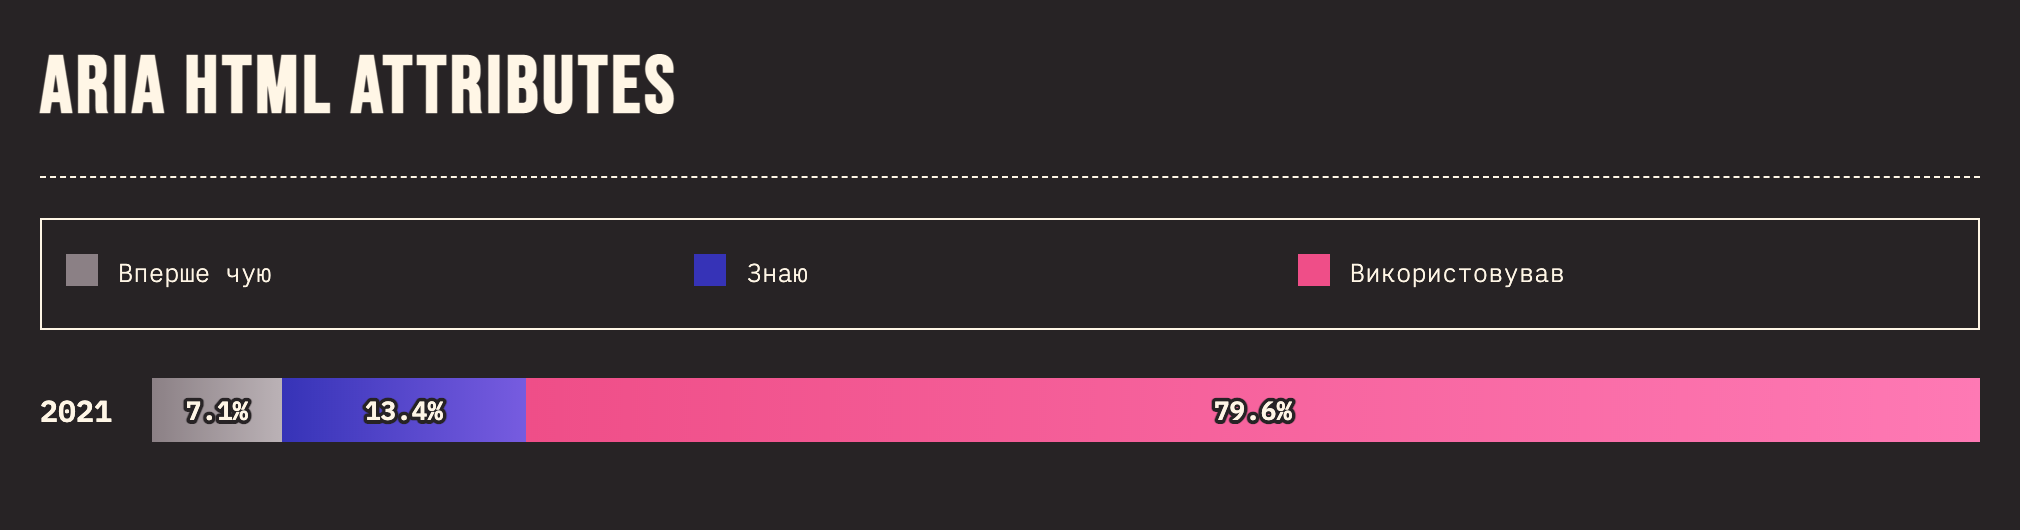 ARIA HTML ATTRIBUTES
Вперше чую Знаю Використовував
2021 7.1% 13.4% 79.6%